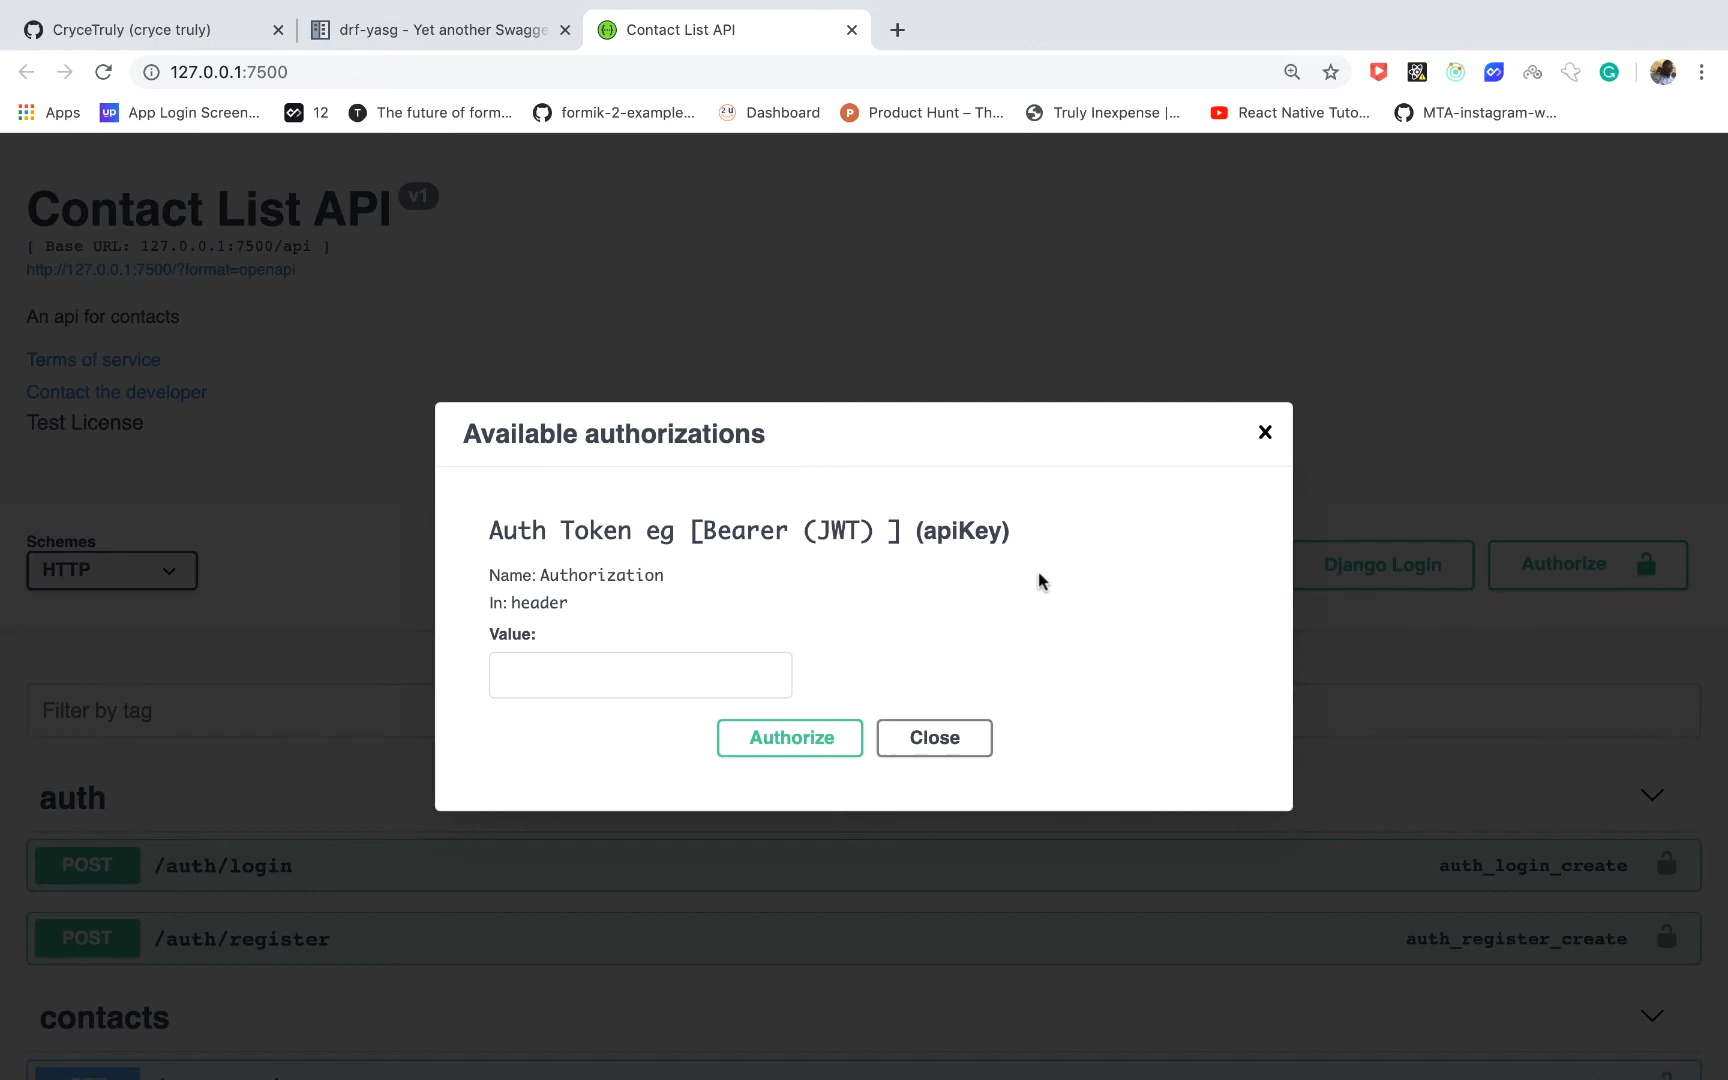 CryceTruly (cryce truly)
drf-yasg - Yet another Swagge
Contact List API
127.0.0.1:7500
Apps
UP
App Login Screen...
12
T
The future of form...
formik-2-example...
Dashboard
P
Product Hunt – Th...
Truly Inexpense |...
React Native Tuto...
MTA-instagram-w...
Contact List API v1
[ Base URL: 127.0.0.1:7500/api ]
http://127.0.0.1:7500/?format=openapi
An api for contacts
Terms of service
Contact the developer
Test License
Available authorizations
Auth Token eg [Bearer (JWT) ] (apiKey)
Name: Authorization
In: header
Value:
Authorize
Close
Schemes
HTTP
Django Login
Authorize
Filter by tag
auth
POST /auth/login auth_login_create
POST /auth/register auth_register_create
contacts